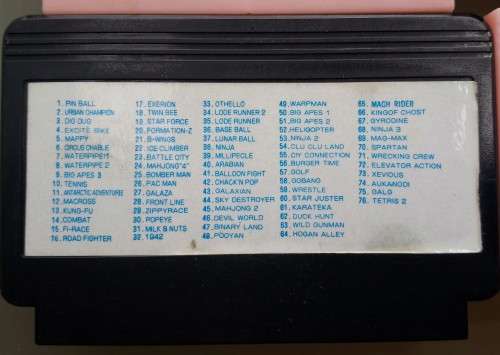 1. PIN BALL
2. URBAN CHAMPION
3. DIG DUG
4. EXCITE BIKE
5. MAPPY
6. CIRCUS CHABLIE
7. WATERPIPE1
8. WATERPIPE 2
9. BIG APES 3
10. TENNIS
11. ANTARCTIC ADVENTURE
12. MACROSS
13. KUNG-FU
14. COMBAT
15. FI-RACE
16. ROAD FIGHTER
17. EXERION
18. TWIN BEE
19. STAR FORCE
20. FORMATION-Z
21. B-WINGS
22. ICE CLIMBER
23. BATTLE CITY
24. MAHJONG"4"
25. BOMBER MAN
26. PAC MAN
27. GALAZA
28. FRONT LINE
29. ZIPPYRACE
30. POPEYE
31. MILK & NUTS
32. 1942
33. OTHELLO
34. LODE RUNNER 2
35. LODE RUNNER
36. BASE BALL
37. LUNAR BALL
38. NINJA
39. MILLIPECLE
40. ARABIAN
41. BALLOON FIGHT
42. CHACK'N POP
43. GALAXIAN
44. SKY DESTROYER
45. MAHJONG 2
46. DEVIL WORLD
47. BINARY LAND
48. POOYAN
49. WARPMAN
50. BIG APES 1
51. BIG APES 2
52. HELIGOPTER
53. NINJA 2
54. CLU CLU LAND
55. CIY CONNECTION
56. BURGER TIME
57. GOLF
58. GOBANG
59. WRESTLE
60. STAR JUSTER
61. KARATEKA
62. DUCK HUNT
63. WILD GUNMAN
64. HOGAN ALLEY
65. MACH RIDER
66. KINGOF CHOST
67. GYRODINE
68. NINJA 3
69. MAG-MAX
70. SPARTAN
71. WRECKING CREW
72. ELEVATOR ACTION
73. XEVIOUS
74. AUKANODI
75. GALG
76. TETRIS 2